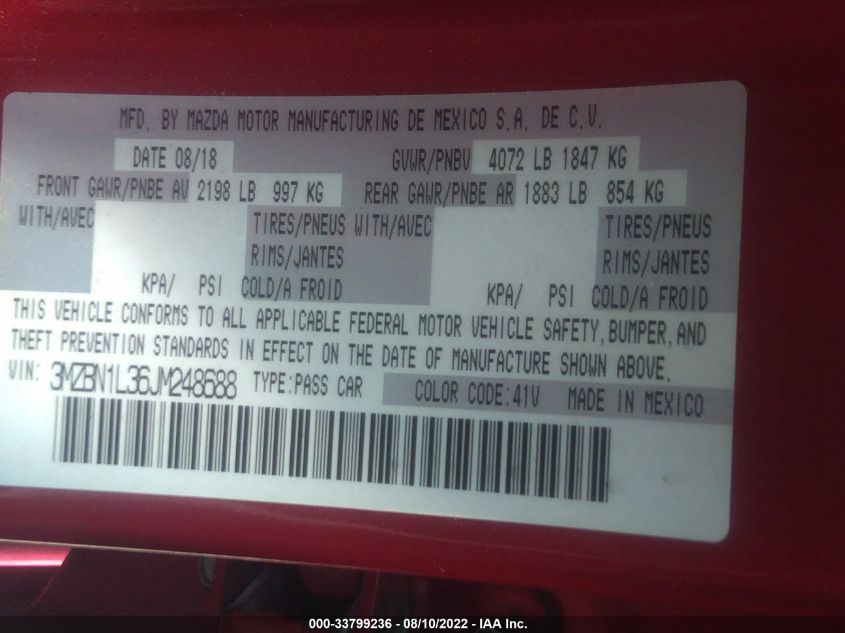 MFD. BY MAZDA MOTOR MANUFACTURING DE MEXICO S.A. DE C.V.
DATE 08/18 GVWR/PNBV 4072 LB 1847 KG
FRONT GAWR/PNBE AV 2198 LB 997 KG REAR GAWR/PNBE AR 1883 LB 854 KG
WITH/AVEC TIRES/PNEUS WITH/AVEC TIRES/PNEUS
RIMS/JANTES RIMS/JANTES
KPA/ PSI COLD/A FROID KPA/ PSI COLD/A FROID
THIS VEHICLE CONFORMS TO ALL APPLICABLE FEDERAL MOTOR VEHICLE SAFETY, BUMPER, AND
THEFT PREVENTION STANDARDS IN EFFECT ON THE DATE OF MANUFACTURE SHOWN ABOVE.
VIN: 3MZBN1L36JM248688 TYPE: PASS CAR COLOR CODE: 41V MADE IN MEXICO
000-33799236 - 08/10/2022 - IAA Inc.